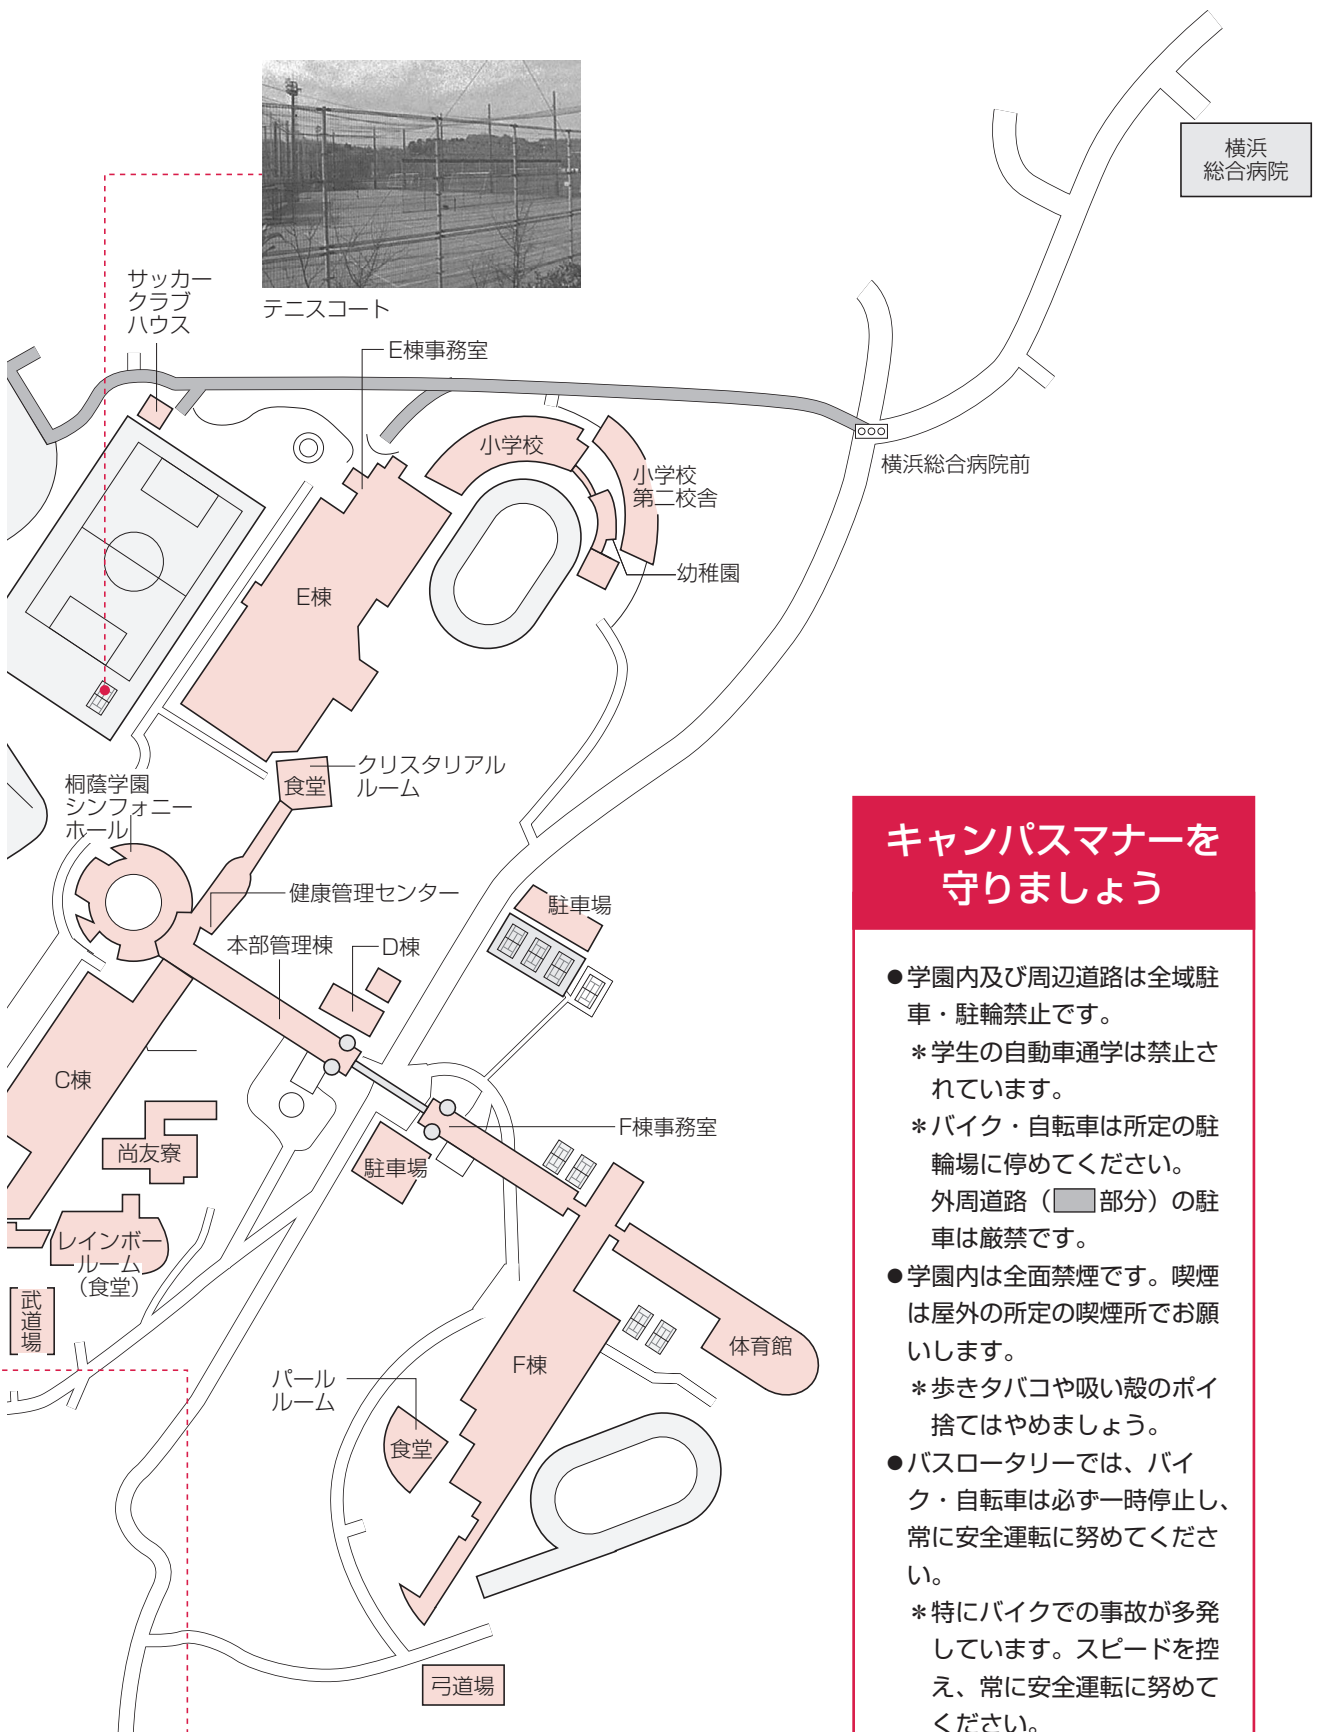 横浜
総合病院
サッカー
クラブ
ハウス
テニスコート
E棟事務室
小学校
小学校
第二校舎
横浜総合病院前
幼稚園
E棟
クリスタリアル
ルーム
食堂
桐蔭学園
シンフォニー
ホール
健康管理センター
本部管理棟
D棟
駐車場
C棟
尚友寮
F棟事務室
駐車場
レインボー
ルーム
（食堂）
武道場
体育館
F棟
パール
ルーム
食堂
弓道場
キャンパスマナーを
守りましょう
●学園内及び周辺道路は全域駐
車・駐輪禁止です。
＊学生の自動車通学は禁止さ
れています。
＊バイク・自転車は所定の駐
輪場に停めてください。
外周道路（　部分）の駐
車は厳禁です。
●学園内は全面禁煙です。喫煙
は屋外の所定の喫煙所でお願
いします。
＊歩きタバコや吸い殻のポイ
捨てはやめましょう。
●バスロータリーでは、バイ
ク・自転車は必ず一時停止し、
常に安全運転に努めてくださ
い。
＊特にバイクでの事故が多発
しています。スピードを控
え、常に安全運転に努めて
ください。